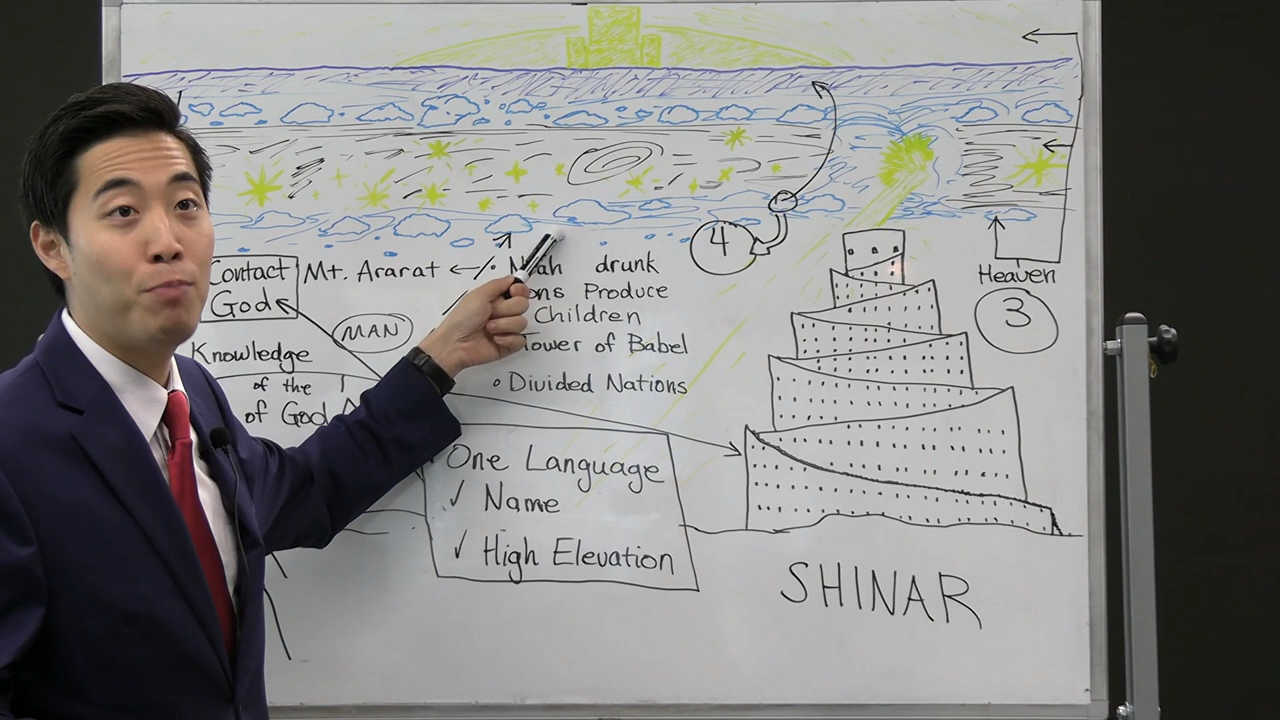 Contact
God
Mt. Ararat
drunk
Produce
Children
Tower of Babel
Divided Nations
MAN
Knowledge
of the
of God
One Language
✓ Name
✓ High Elevation
4
Heaven
3
SHINAR